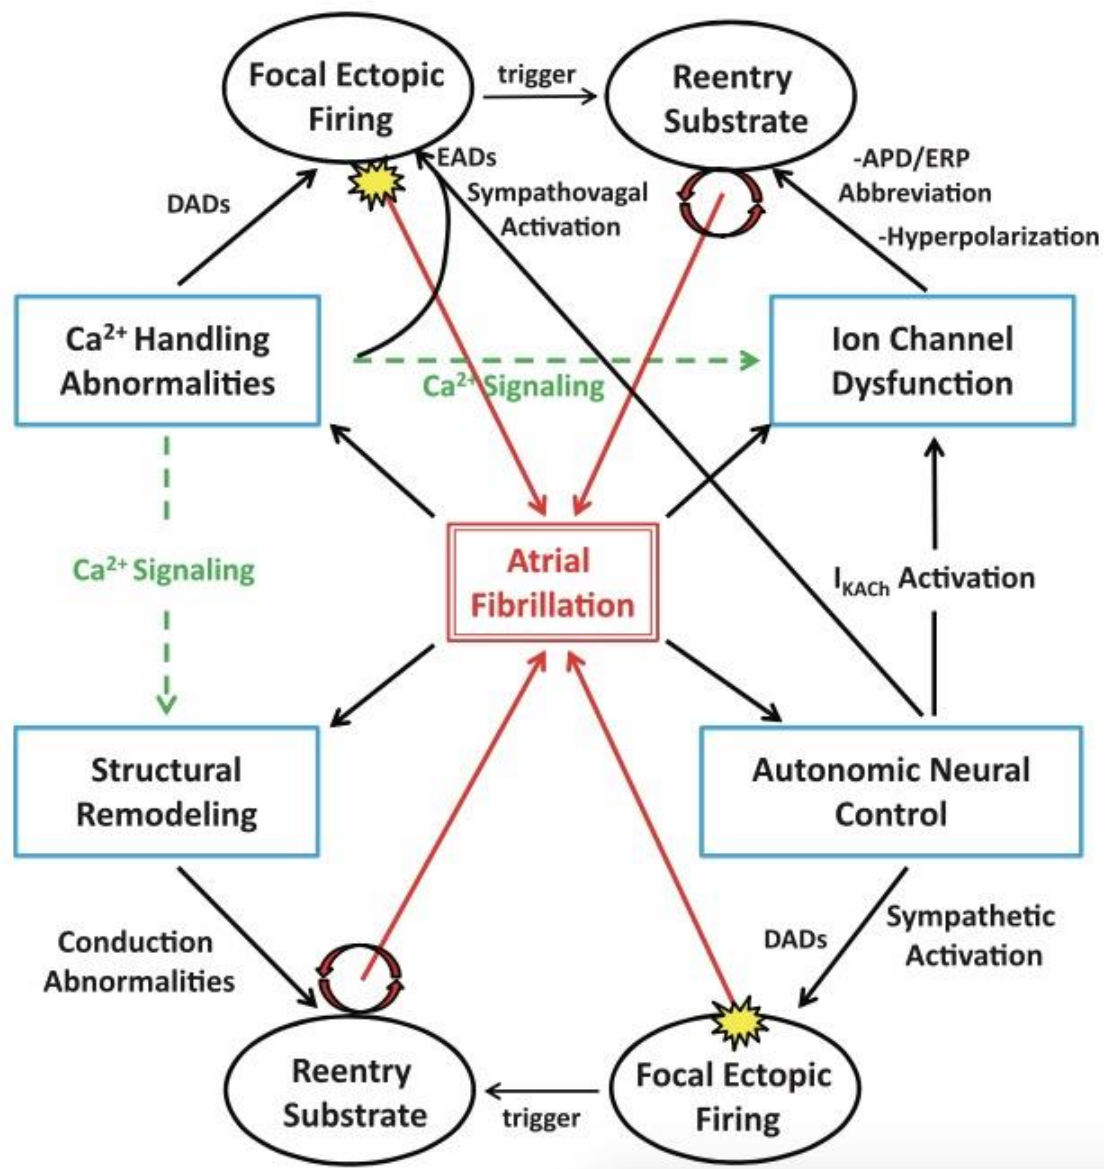 Focal Ectopic
Firing
trigger
Reentry
Substrate
DADs
EADs
Sympathovagal
Activation
-APD/ERP
Abbreviation
-Hyperpolarization
Ca²⁺ Handling
Abnormalities
Ca²⁺ Signaling
Ion Channel
Dysfunction
Atrial
Fibrillation
Ca²⁺ Signaling
I_KACh Activation
Structural
Remodeling
Autonomic Neural
Control
Conduction
Abnormalities
DADs
Sympathetic
Activation
Reentry
Substrate
trigger
Focal Ectopic
Firing